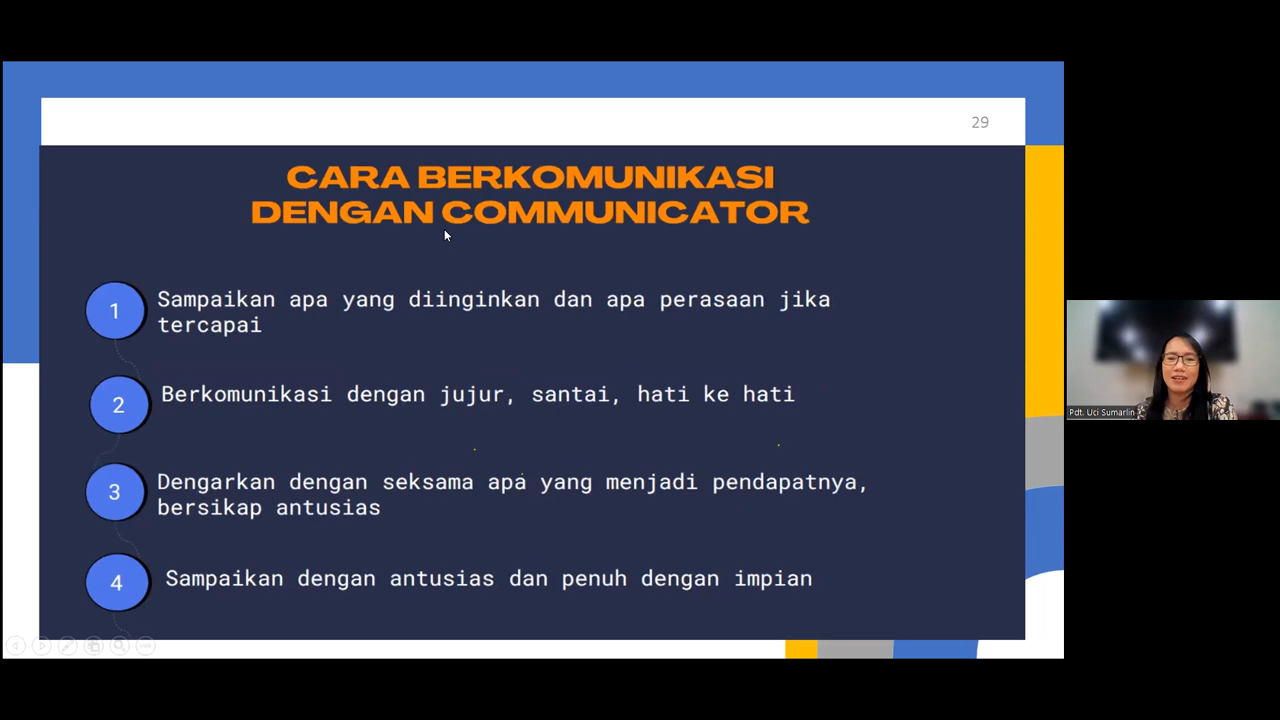 29
CARA BERKOMUNIKASI
DENGAN COMMUNICATOR
1
Sampaikan apa yang diinginkan dan apa perasaan jika
tercapai
2
Berkomunikasi dengan jujur, santai, hati ke hati
3
Dengarkan dengan seksama apa yang menjadi pendapatnya,
bersikap antusias
4
Sampaikan dengan antusias dan penuh dengan impian
Pdt. Uci Sumarlin